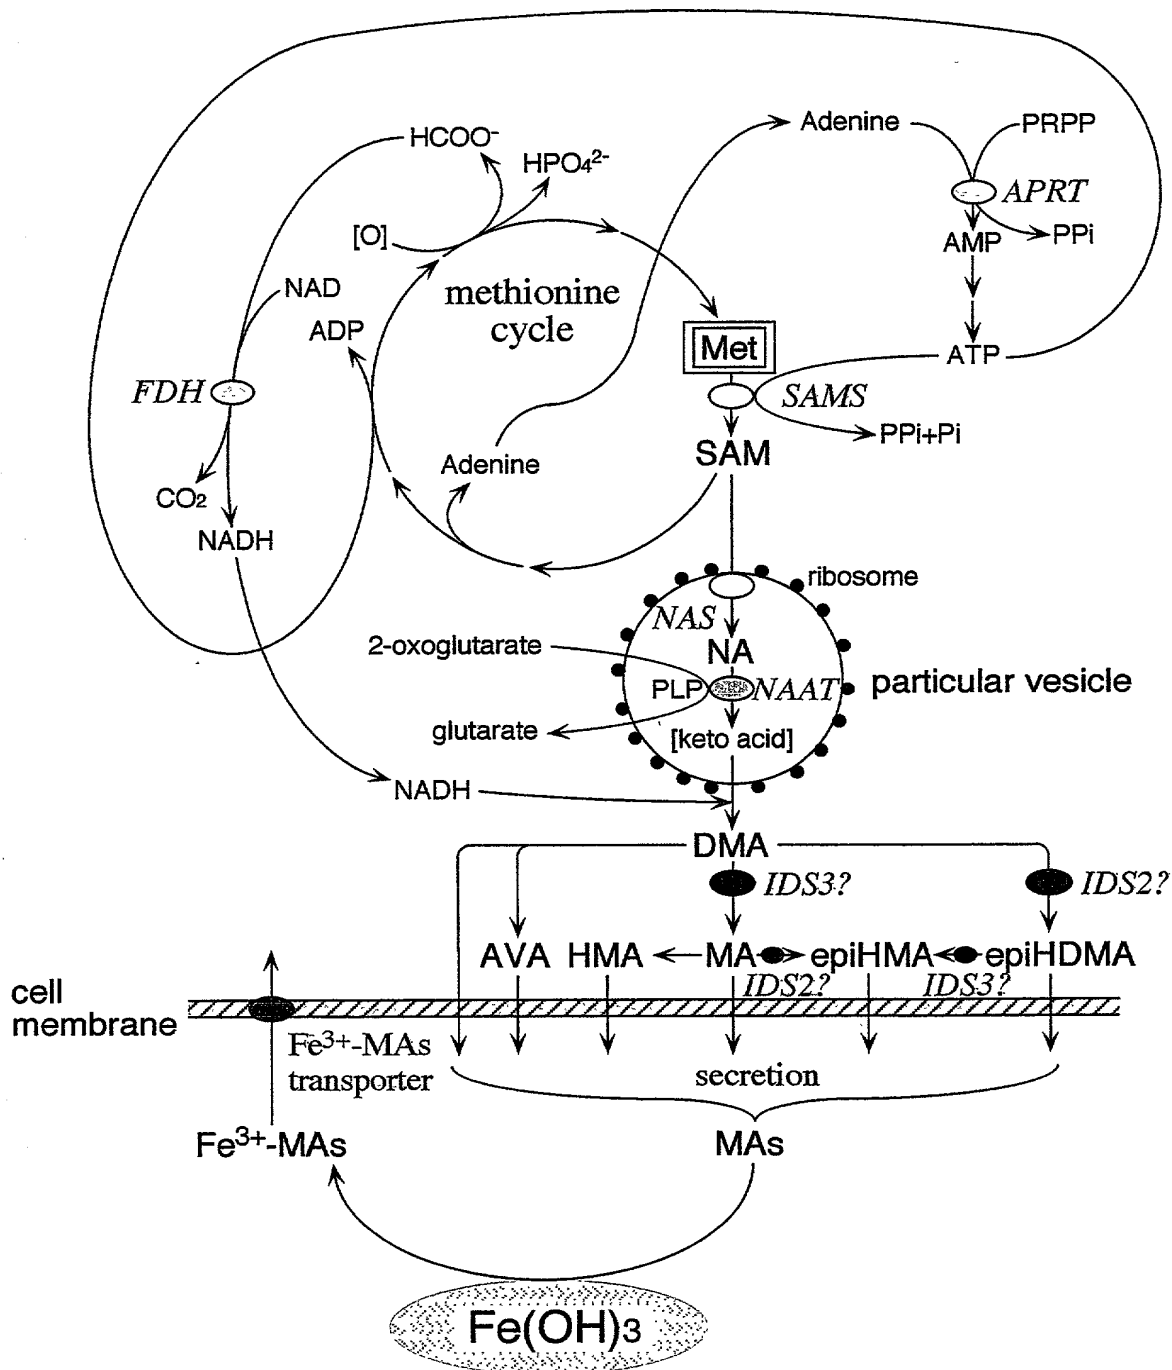 HCOO⁻
HPO₄²⁻
Adenine
PRPP
APRT
[O]
AMP
PPi
NAD
methionine
cycle
ADP
Met
ATP
FDH
SAMS
PPi+Pi
Adenine
SAM
CO₂
NADH
ribosome
NAS
2-oxoglutarate
NA
PLP
NAAT
particular vesicle
glutarate
[keto acid]
NADH
DMA
IDS3?
IDS2?
AVA
HMA
MA
epiHMA
epiHDMA
IDS2?
IDS3?
cell
membrane
Fe³⁺-MAs
transporter
secretion
Fe³⁺-MAs
MAs
Fe(OH)₃